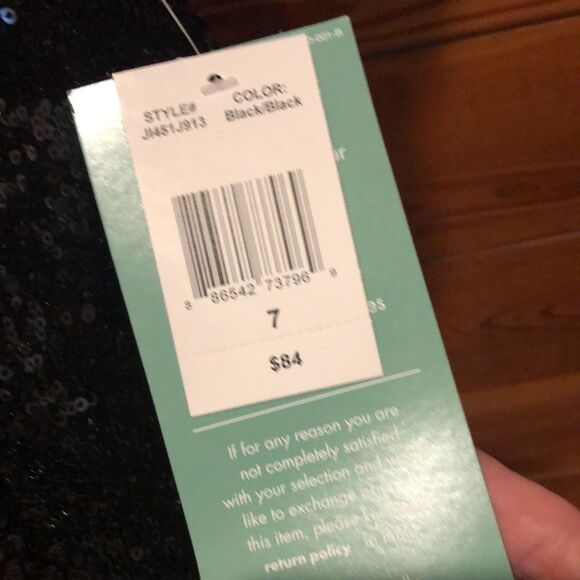 STYLE# COLOR:
JI451J913 Black/Black
8 86542 73796 9
7
$84
If for any reason you are
not completely satisfied
with your selection and
like to exchange
this item, please
return policy